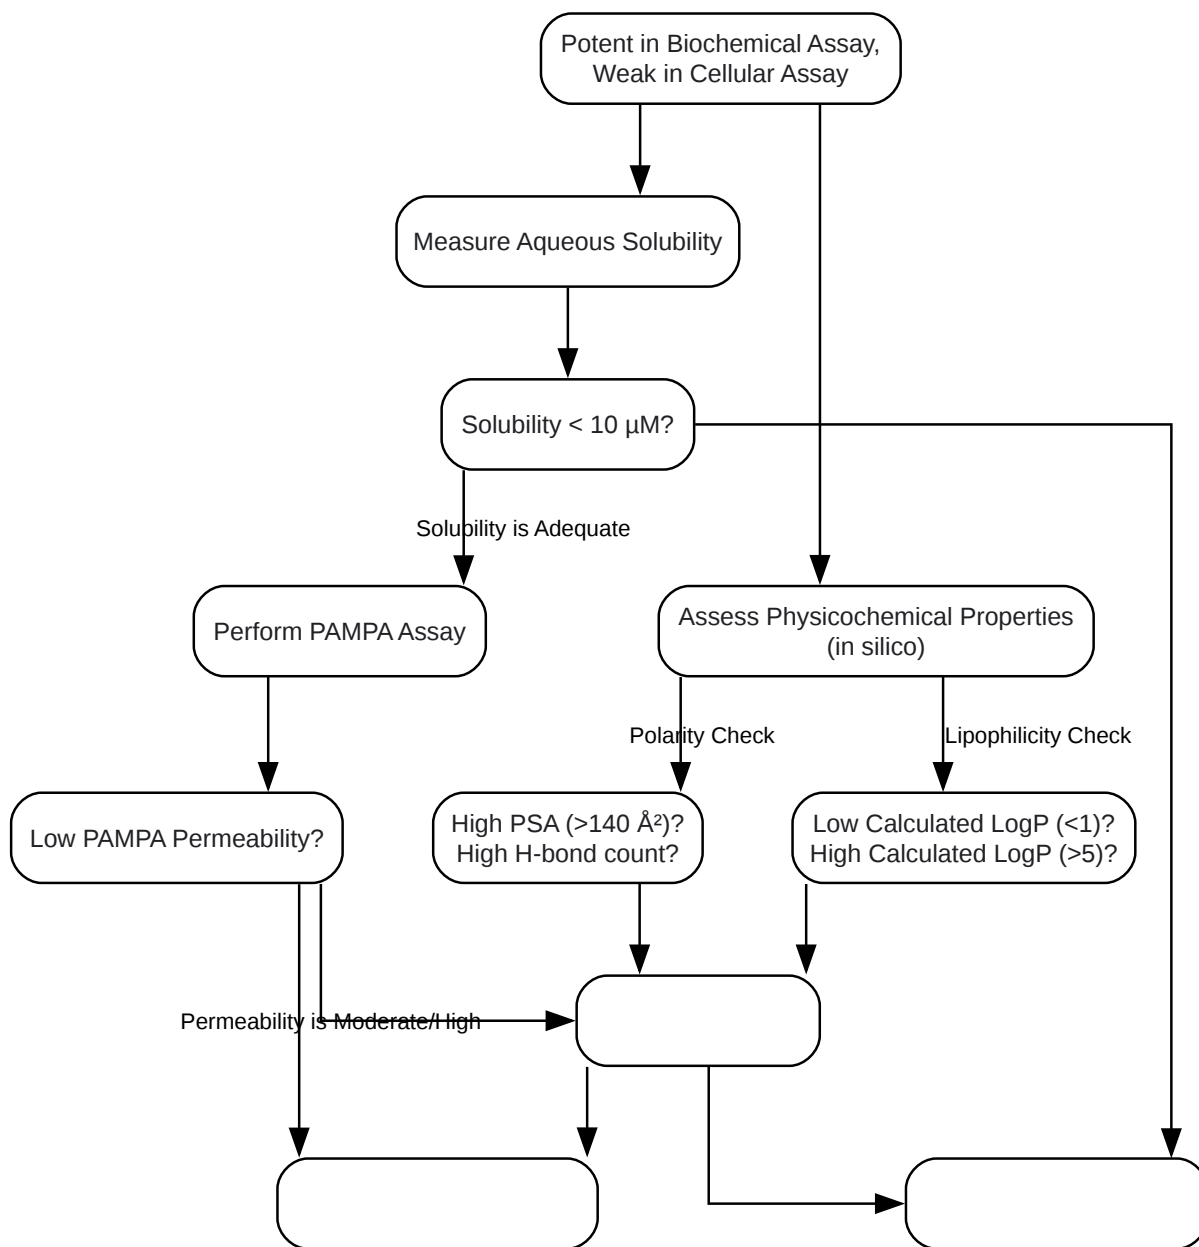 Potent in Biochemical Assay,
Weak in Cellular Assay
Measure Aqueous Solubility
Solubility < 10 µM?
Solubility is Adequate
Perform PAMPA Assay
Assess Physicochemical Properties
(in silico)
Polarity Check
Lipophilicity Check
Low PAMPA Permeability?
High PSA (>140 Å²)?
High H-bond count?
Low Calculated LogP (<1)?
High Calculated LogP (>5)?
Permeability is Moderate/High